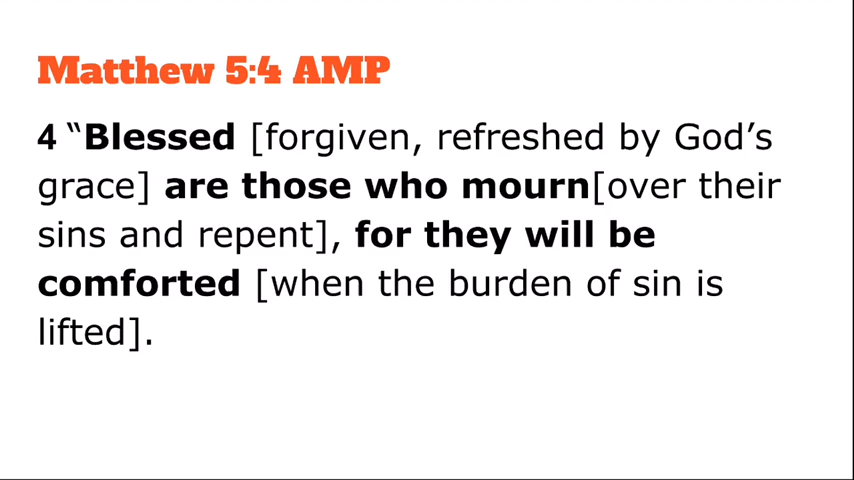 Matthew 5:4 AMP
4 “Blessed [forgiven, refreshed by God’s
grace] are those who mourn[over their
sins and repent], for they will be
comforted [when the burden of sin is
lifted].